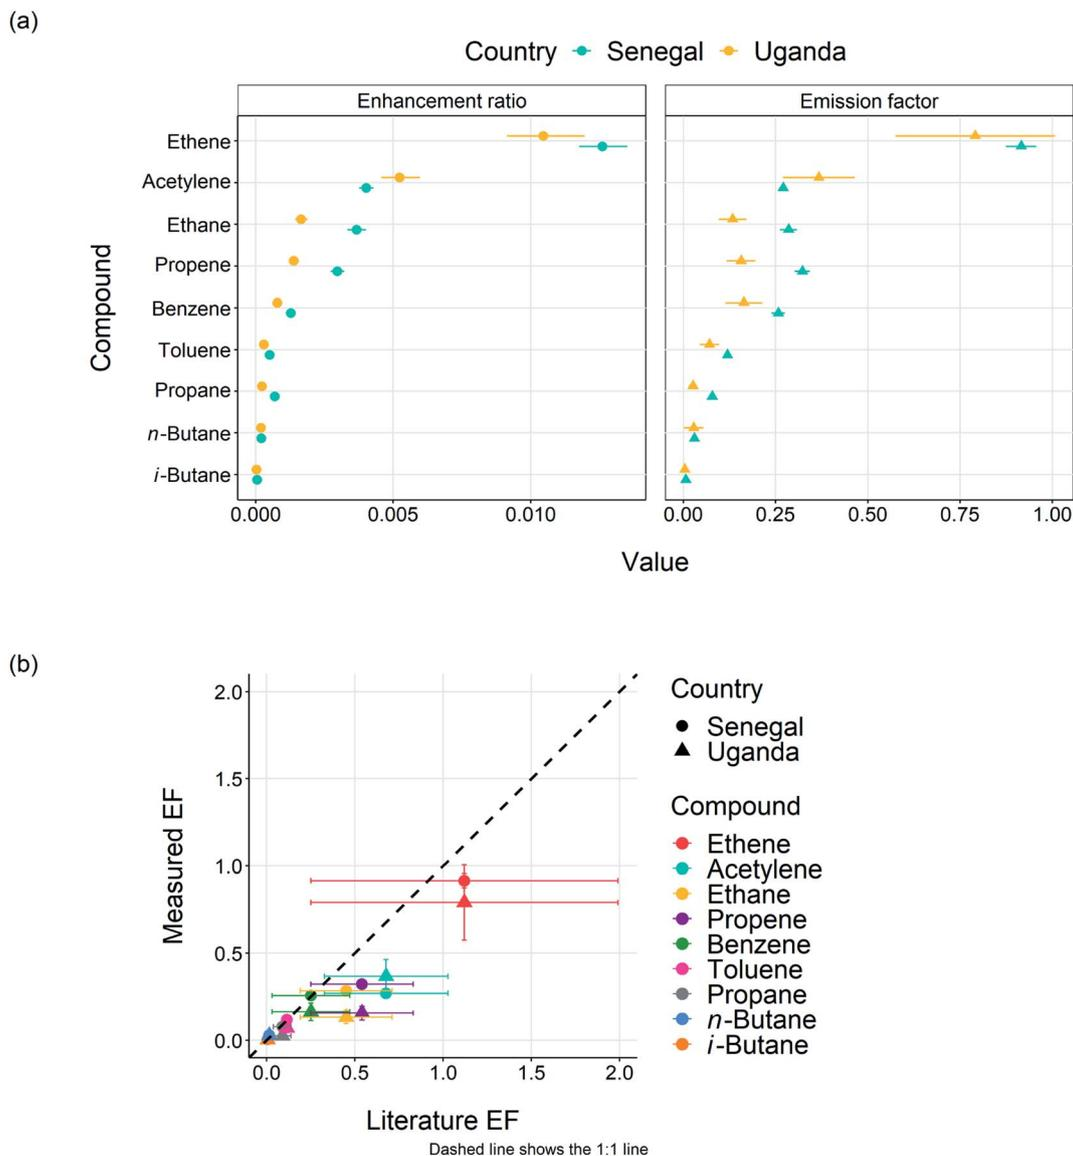 (a)
Country Senegal Uganda
Enhancement ratio Emission factor
Compound
Ethene
Acetylene
Ethane
Propene
Benzene
Toluene
Propane
n-Butane
i-Butane
0.000 0.005 0.010 0.00 0.25 0.50 0.75 1.00
Value
(b)
Measured EF
2.0
1.5
1.0
0.5
0.0
0.0 0.5 1.0 1.5 2.0
Literature EF
Dashed line shows the 1:1 line
Country
Senegal
Uganda
Compound
Ethene
Acetylene
Ethane
Propene
Benzene
Toluene
Propane
n-Butane
i-Butane